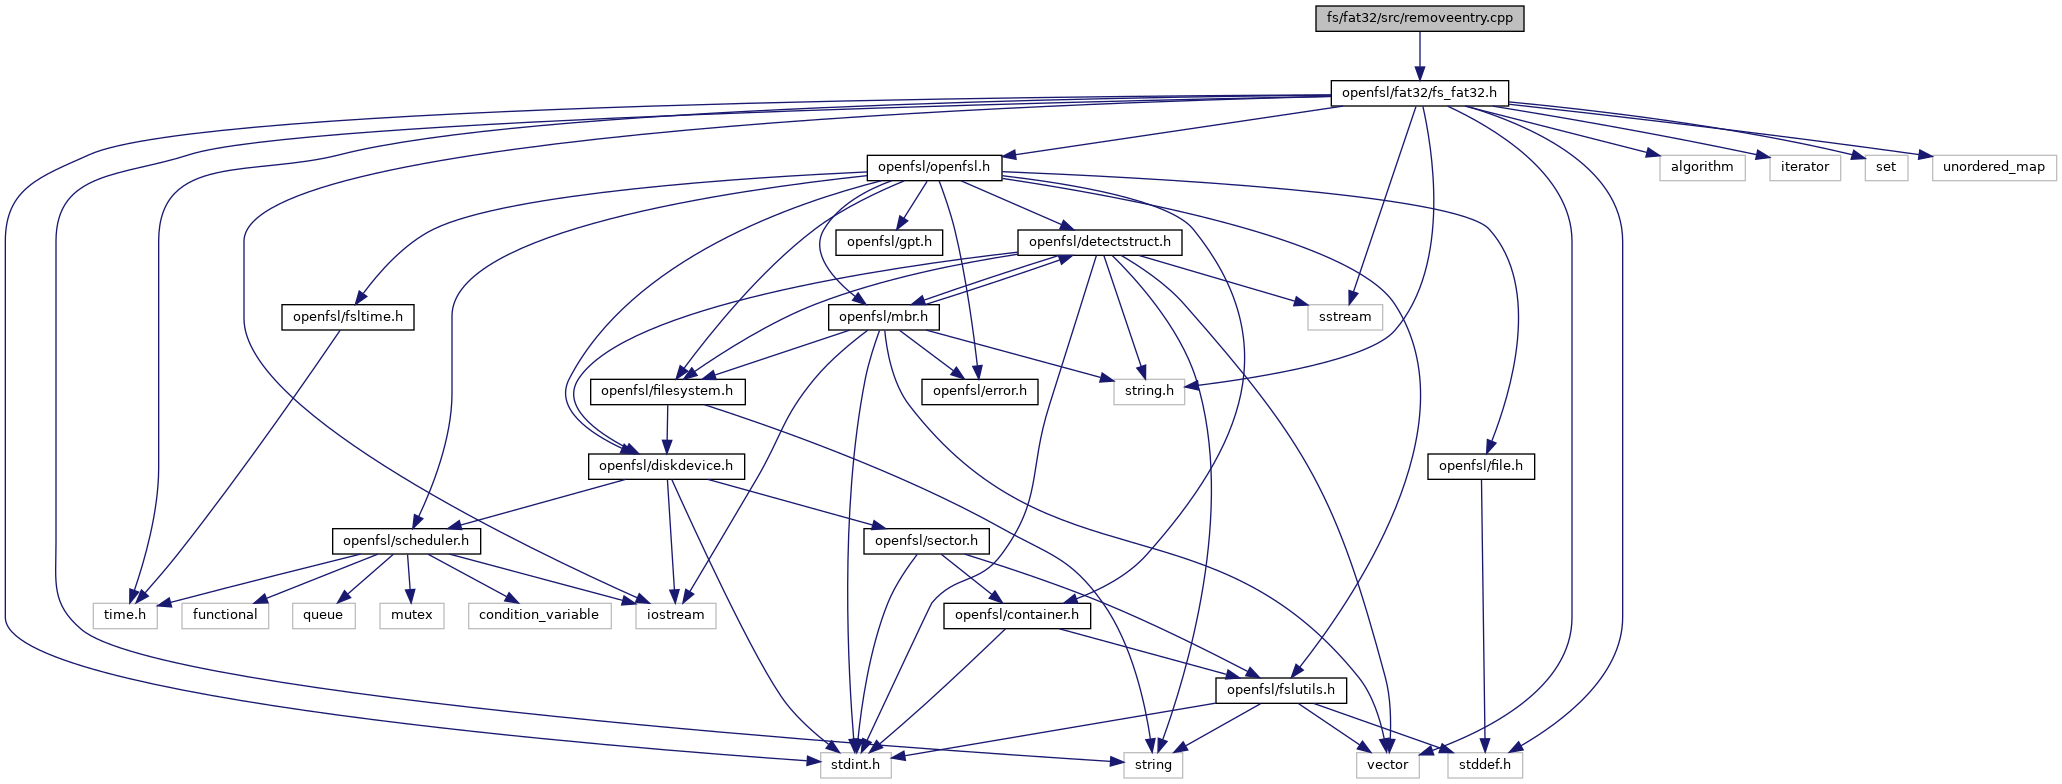 fs/fat32/src/removeentry.cpp
openfsl/fat32/fs_fat32.h
openfsl/openfsl.h
algorithm
iterator
set
unordered_map
openfsl/gpt.h
openfsl/detectstruct.h
openfsl/fsltime.h
openfsl/mbr.h
sstream
openfsl/filesystem.h
openfsl/error.h
string.h
openfsl/diskdevice.h
openfsl/file.h
openfsl/scheduler.h
openfsl/sector.h
time.h
functional
queue
mutex
condition_variable
iostream
openfsl/container.h
openfsl/fslutils.h
stdint.h
string
vector
stddef.h